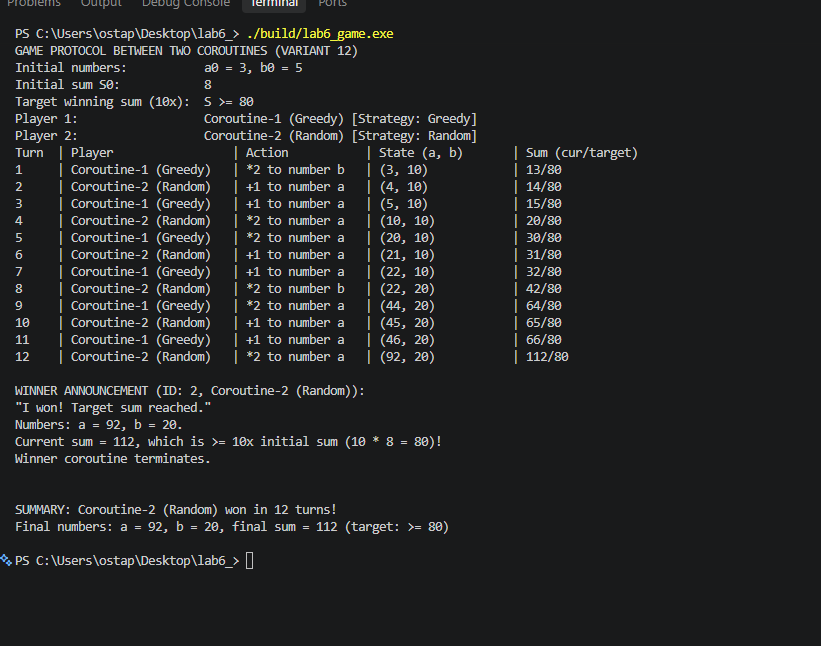 Problems Output Debug Console Terminal Ports
PS C:\Users\ostap\Desktop\lab6_> ./build/lab6_game.exe
GAME PROTOCOL BETWEEN TWO COROUTINES (VARIANT 12)
Initial numbers: a0 = 3, b0 = 5
Initial sum S0: 8
Target winning sum (10x): S >= 80
Player 1: Coroutine-1 (Greedy) [Strategy: Greedy]
Player 2: Coroutine-2 (Random) [Strategy: Random]
Turn | Player | Action | State (a, b) | Sum (cur/target)
1 | Coroutine-1 (Greedy) | *2 to number b | (3, 10) | 13/80
2 | Coroutine-2 (Random) | +1 to number a | (4, 10) | 14/80
3 | Coroutine-1 (Greedy) | +1 to number a | (5, 10) | 15/80
4 | Coroutine-2 (Random) | *2 to number a | (10, 10) | 20/80
5 | Coroutine-1 (Greedy) | *2 to number a | (20, 10) | 30/80
6 | Coroutine-2 (Random) | +1 to number a | (21, 10) | 31/80
7 | Coroutine-1 (Greedy) | +1 to number a | (22, 10) | 32/80
8 | Coroutine-2 (Random) | *2 to number b | (22, 20) | 42/80
9 | Coroutine-1 (Greedy) | *2 to number a | (44, 20) | 64/80
10 | Coroutine-2 (Random) | +1 to number a | (45, 20) | 65/80
11 | Coroutine-1 (Greedy) | +1 to number a | (46, 20) | 66/80
12 | Coroutine-2 (Random) | *2 to number a | (92, 20) | 112/80
WINNER ANNOUNCEMENT (ID: 2, Coroutine-2 (Random)):
"I won! Target sum reached."
Numbers: a = 92, b = 20.
Current sum = 112, which is >= 10x initial sum (10 * 8 = 80)!
Winner coroutine terminates.
SUMMARY: Coroutine-2 (Random) won in 12 turns!
Final numbers: a = 92, b = 20, final sum = 112 (target: >= 80)
PS C:\Users\ostap\Desktop\lab6_>